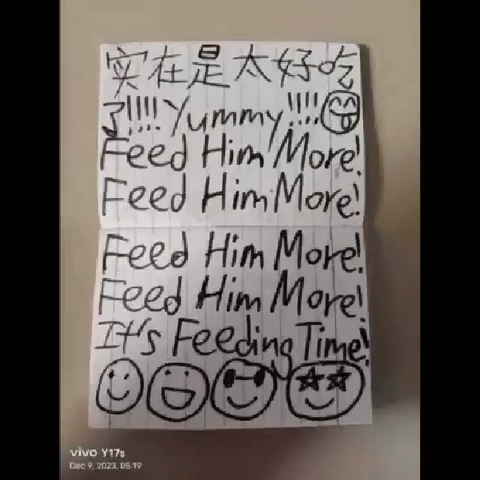 实在是太好吃
了!!!! Yummy!!!!
Feed Him More!
Feed Him More!
Feed Him More!
Feed Him More!
It's Feeding Time!
vivo Y17s
Dec 9, 2023, 05:19